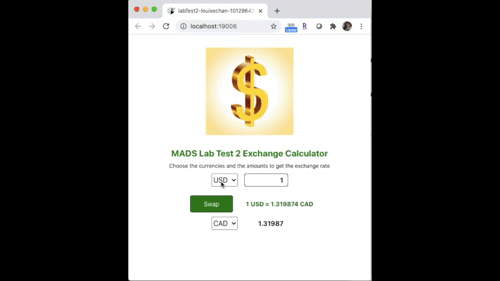 labTest2-louisechan-10129643
localhost:19006
MADS Lab Test 2 Exchange Calculator
Choose the currencies and the amounts to get the exchange rate
USD 1
Swap 1 USD = 1.319874 CAD
CAD 1.31987